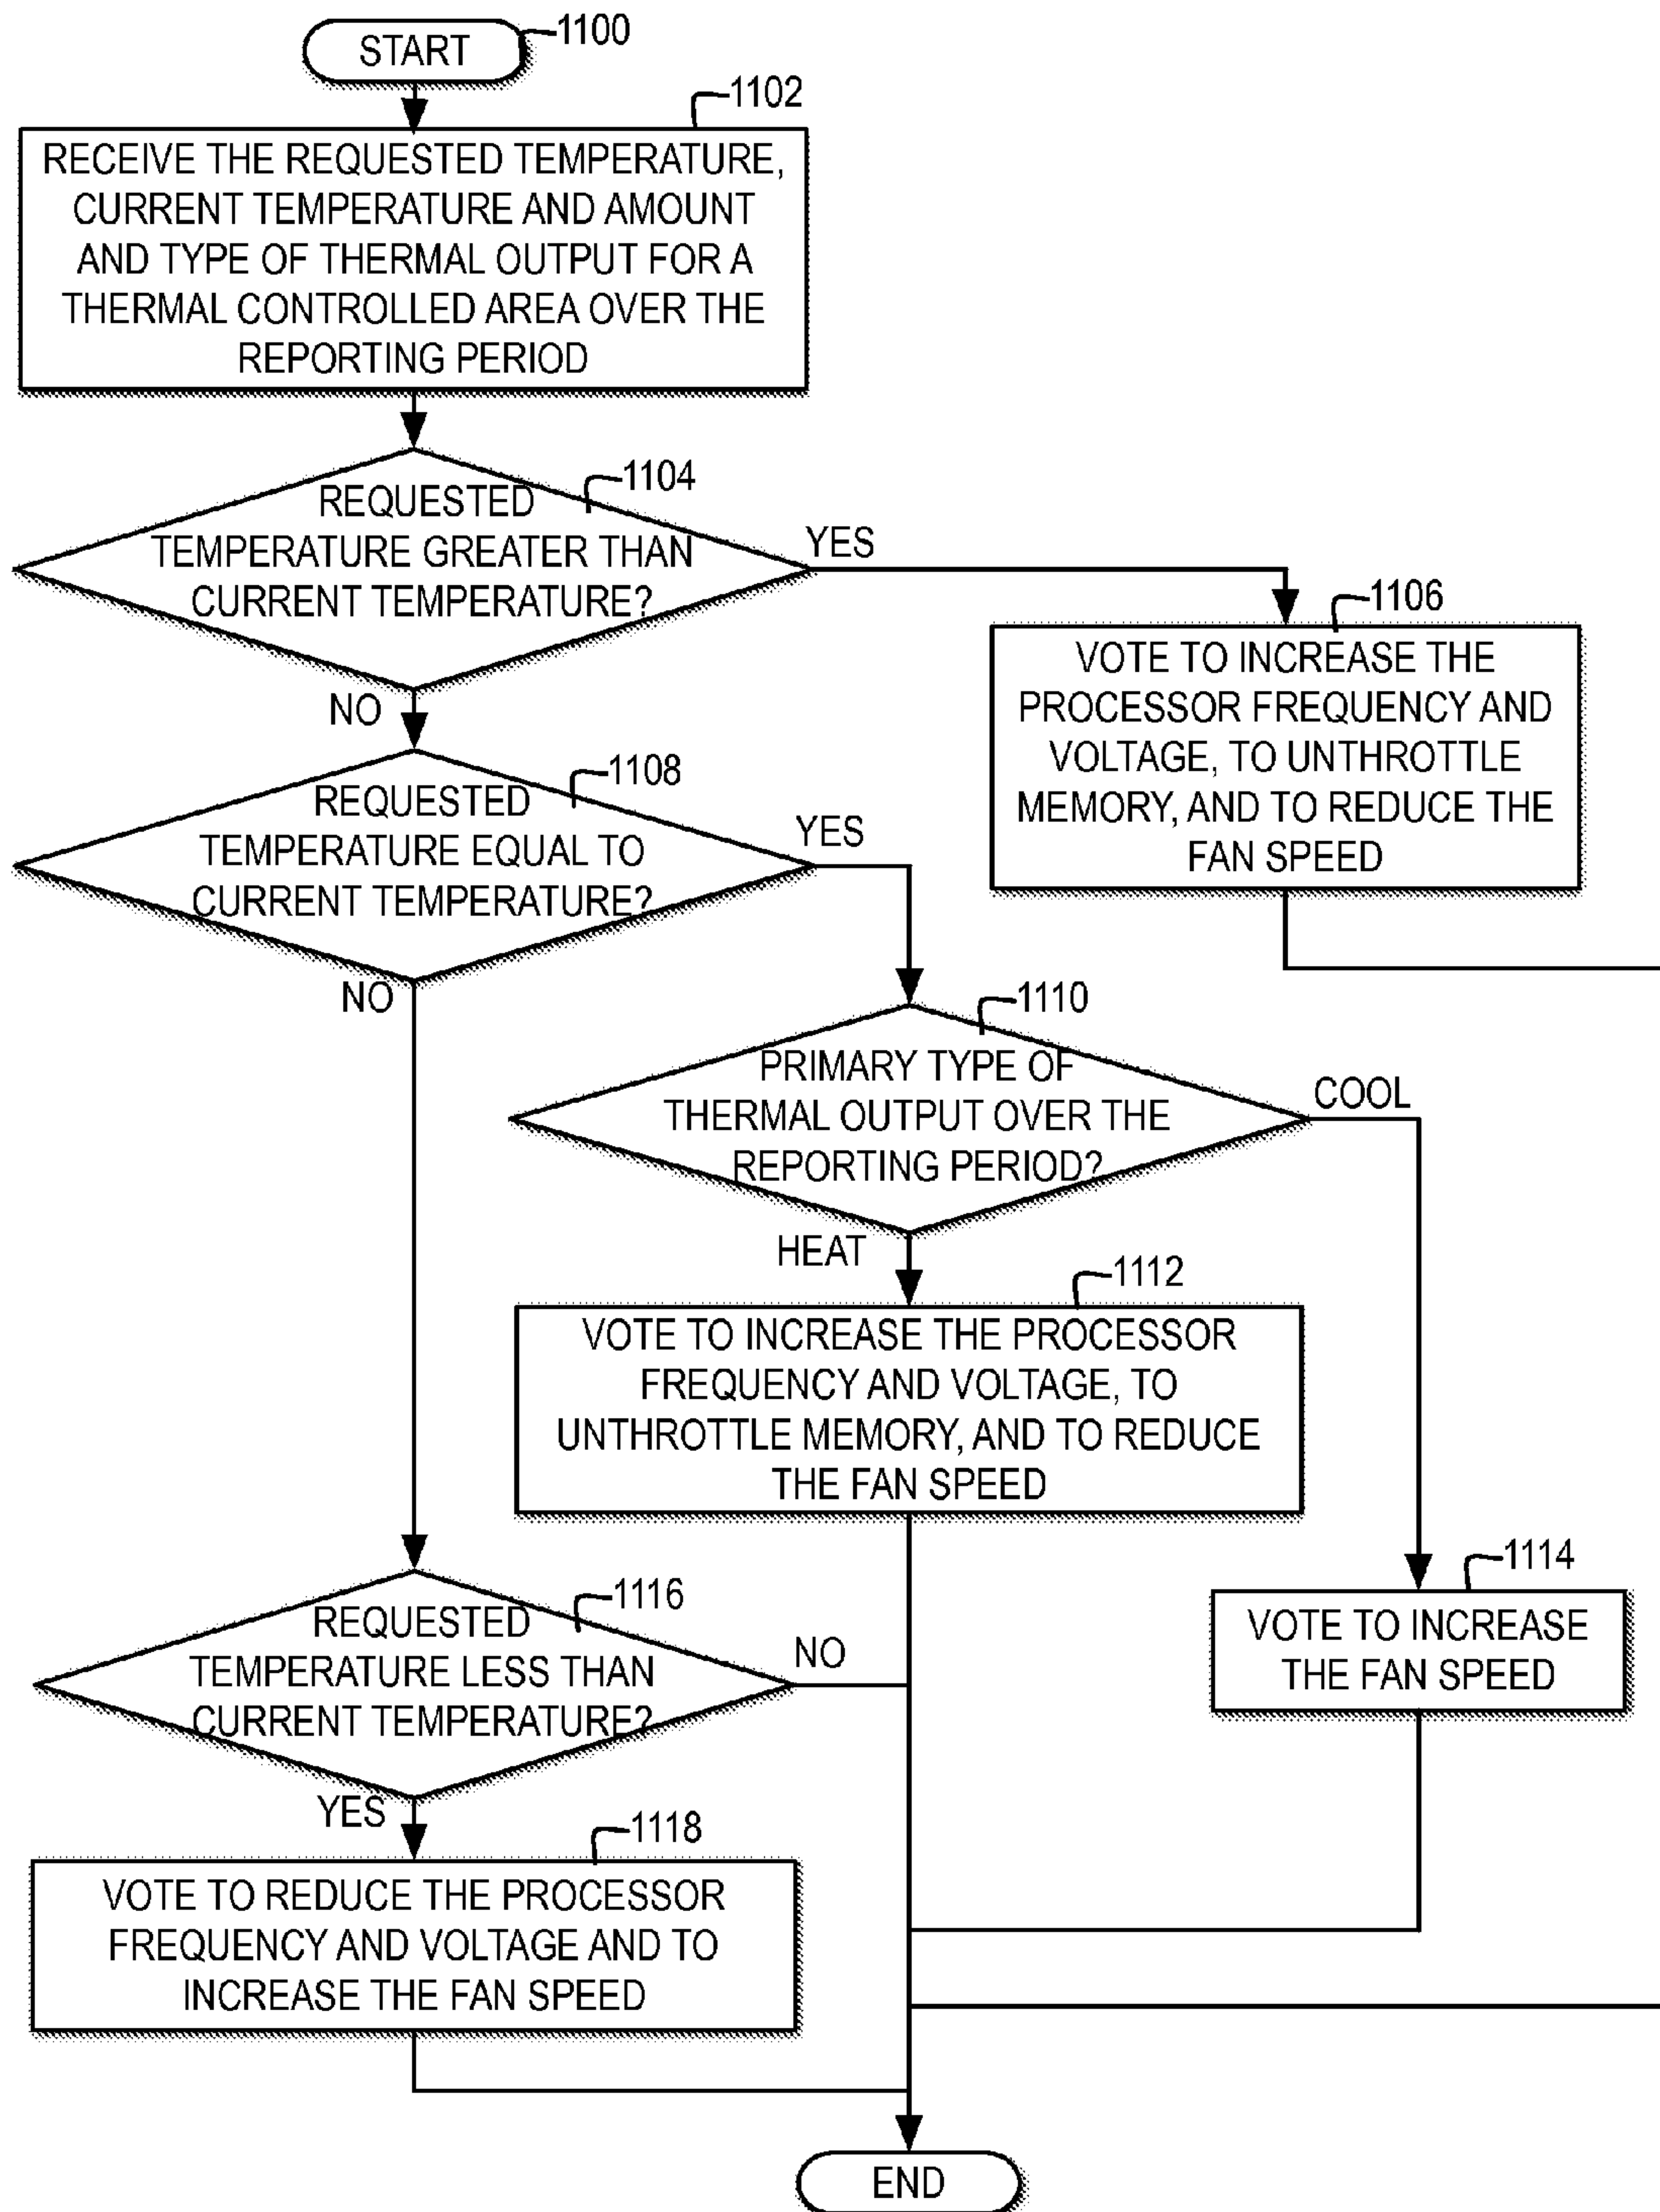 START
1100
1102
RECEIVE THE REQUESTED TEMPERATURE,
CURRENT TEMPERATURE AND AMOUNT
AND TYPE OF THERMAL OUTPUT FOR A
THERMAL CONTROLLED AREA OVER THE
REPORTING PERIOD
1104
REQUESTED
TEMPERATURE GREATER THAN
CURRENT TEMPERATURE?
YES
NO
1106
VOTE TO INCREASE THE
PROCESSOR FREQUENCY AND
VOLTAGE, TO UNTHROTTLE
MEMORY, AND TO REDUCE THE
FAN SPEED
1108
REQUESTED
TEMPERATURE EQUAL TO
CURRENT TEMPERATURE?
YES
NO
1110
PRIMARY TYPE OF
THERMAL OUTPUT OVER THE
REPORTING PERIOD?
COOL
HEAT
1112
VOTE TO INCREASE THE PROCESSOR
FREQUENCY AND VOLTAGE, TO
UNTHROTTLE MEMORY, AND TO REDUCE
THE FAN SPEED
1114
VOTE TO INCREASE
THE FAN SPEED
1116
REQUESTED
TEMPERATURE LESS THAN
CURRENT TEMPERATURE?
NO
YES
1118
VOTE TO REDUCE THE PROCESSOR
FREQUENCY AND VOLTAGE AND TO
INCREASE THE FAN SPEED
END